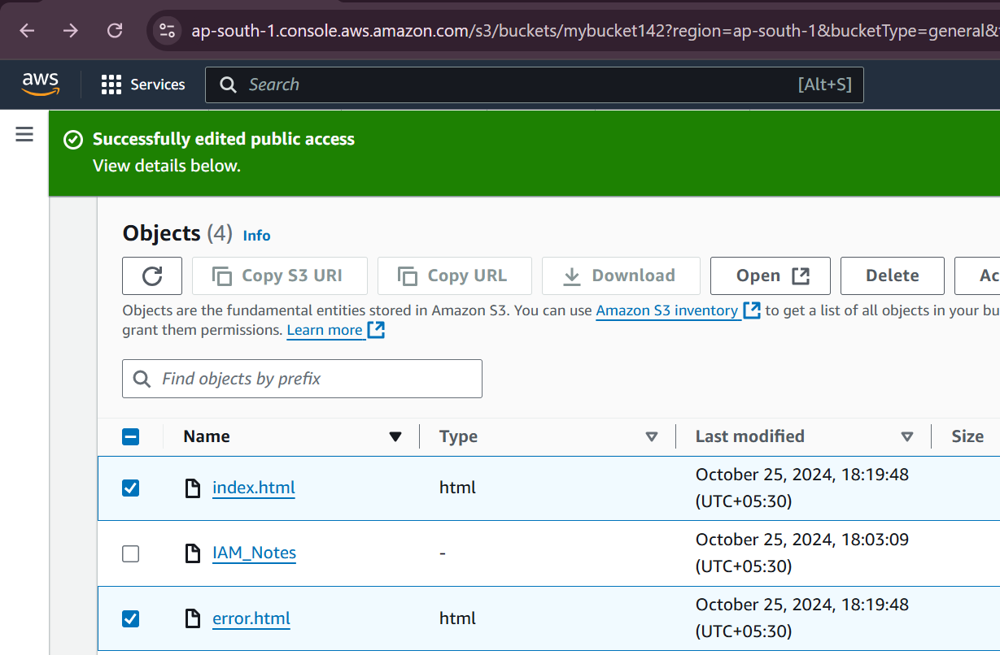 ap-south-1.console.aws.amazon.com/s3/buckets/mybucket142?region=ap-south-1&bucketType=general&
aws
Services
Search
[Alt+S]
Successfully edited public access
View details below.
Objects (4) Info
Copy S3 URI
Copy URL
Download
Open
Delete
Objects are the fundamental entities stored in Amazon S3. You can use Amazon S3 inventory to get a list of all objects in your
grant them permissions. Learn more
Find objects by prefix
Name
Type
Last modified
Size
index.html
html
October 25, 2024, 18:19:48
(UTC+05:30)
IAM_Notes
-
October 25, 2024, 18:03:09
(UTC+05:30)
error.html
html
October 25, 2024, 18:19:48
(UTC+05:30)